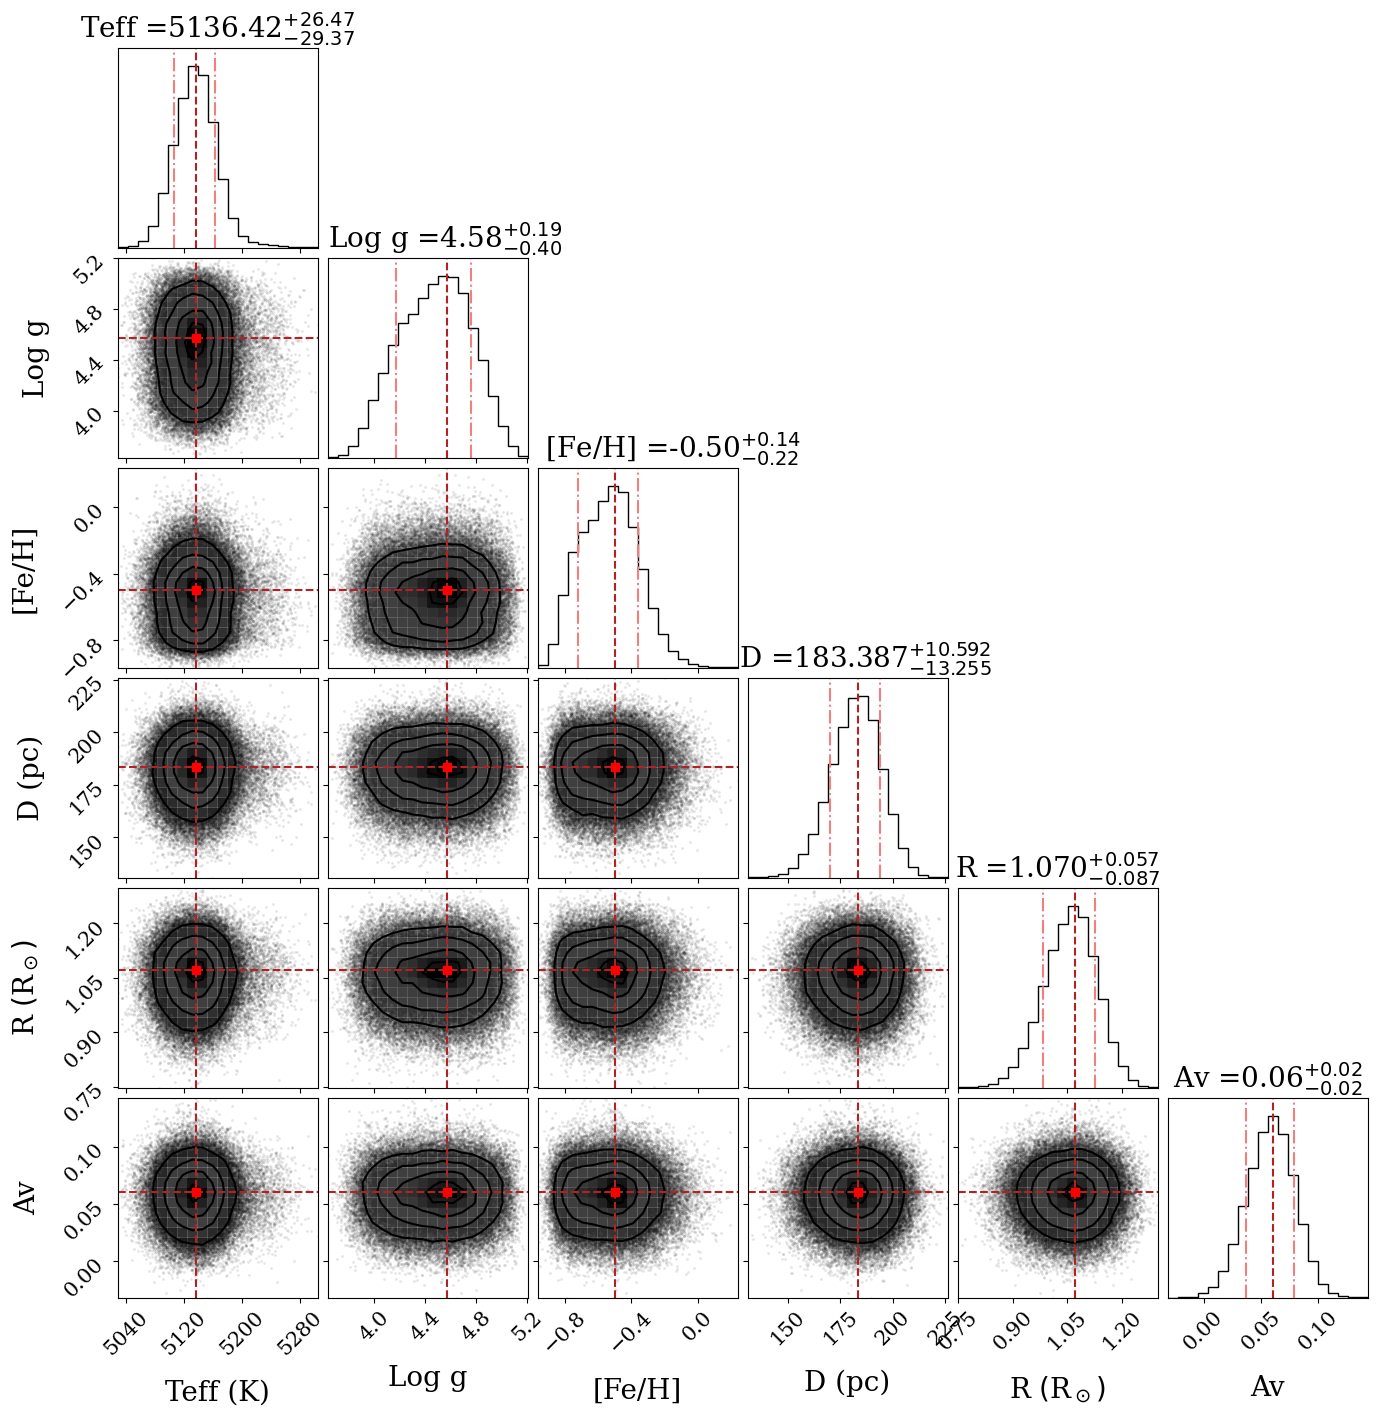 Teff =5136.42+26.47−29.37
Log g =4.58+0.19−0.40
5.2
4.8
4.4
4.0
Log g
[Fe/H] =-0.50+0.14−0.22
0.0
−0.4
−0.8
[Fe/H]
D =183.387+10.592−13.255
225
200
175
150
D (pc)
R =1.070+0.057−0.087
1.20
1.05
0.90
0.75
R (R⊙)
Av =0.06+0.02−0.02
0.10
0.05
0.00
Av
5040 5120 5200 5280
4.0 4.4 4.8 5.2
−0.8 −0.4 0.0
150 175 200 225
0.75 0.90 1.05 1.20
0.00 0.05 0.10
Teff (K) Log g [Fe/H] D (pc) R (R⊙) Av